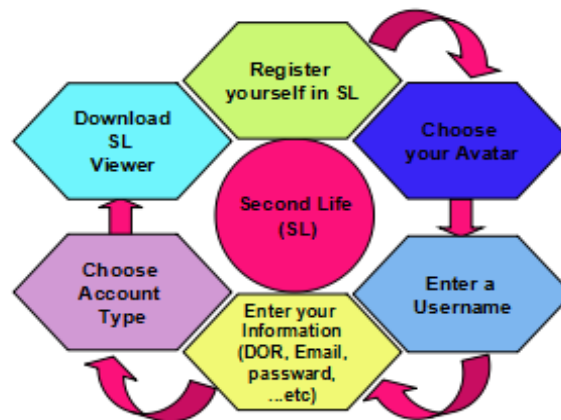 Register
yourself in SL
Choose
your Avatar
Enter a
Username
Enter your
Information
(DOR, Email,
password,
...etc)
Choose
Account
Type
Download
SL
Viewer
Second Life
(SL)